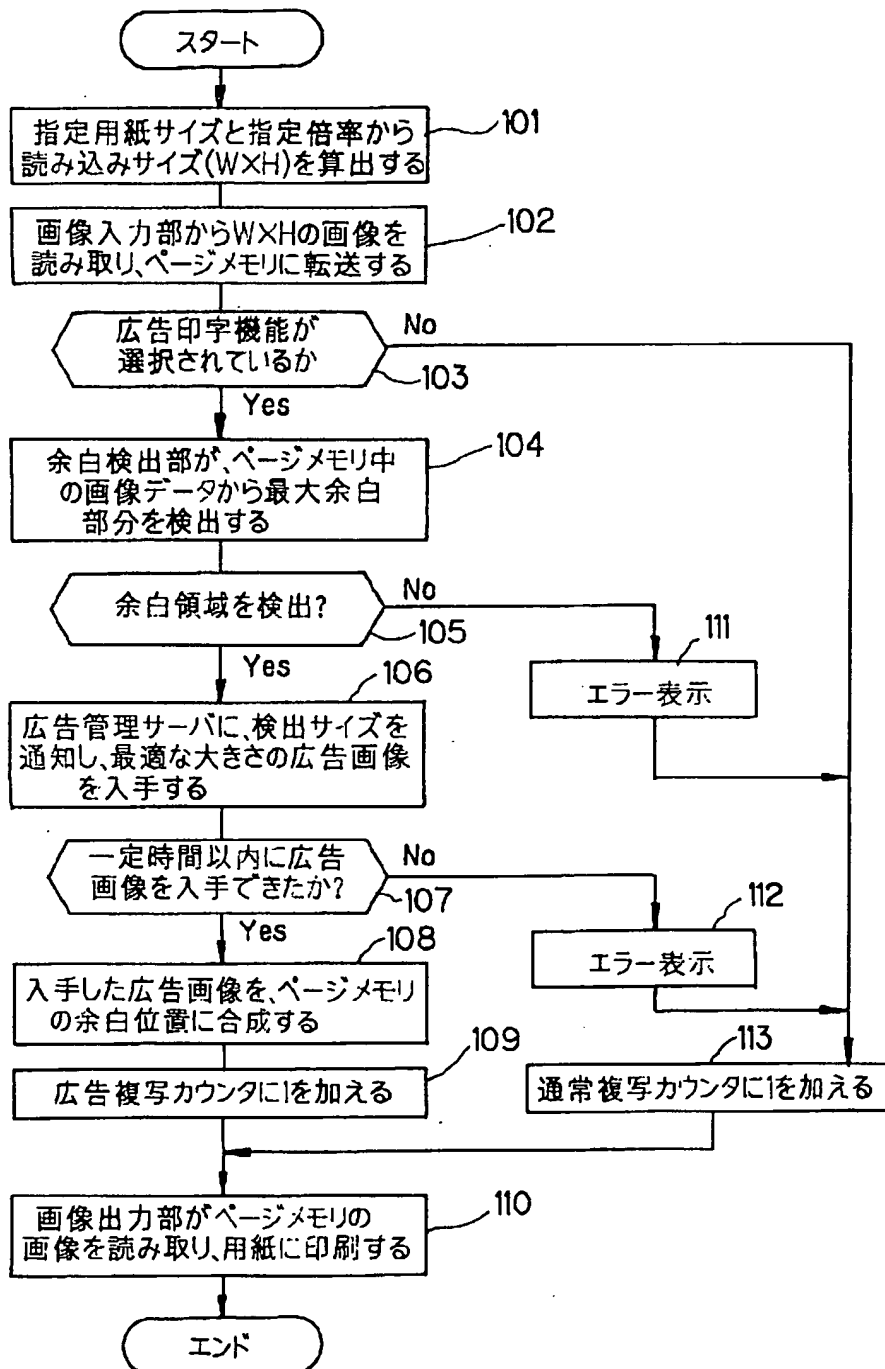 スタート
指定用紙サイズと指定倍率から
読み込みサイズ(W×H)を算出する
101
画像入力部からW×Hの画像を
読み取り、ページメモリに転送する
102
広告印字機能が
選択されているか
103
No
Yes
余白検出部が、ページメモリ中
の画像データから最大余白
部分を検出する
104
余白領域を検出?
105
No
Yes
111
エラー表示
106
広告管理サーバに、検出サイズを
通知し、最適な大きさの広告画像
を入手する
一定時間以内に広告
画像を入手できたか?
107
No
Yes
112
エラー表示
108
入手した広告画像を、ページメモリ
の余白位置に合成する
109
広告複写カウンタに1を加える
113
通常複写カウンタに1を加える
画像出力部がページメモリの
画像を読み取り、用紙に印刷する
110
エンド